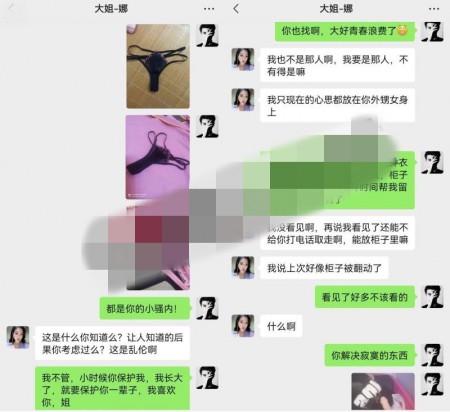 大姐-娜
都是你的小骚内！
这是什么你知道么？让人知道的后
果你考虑过么？这是乱伦啊
我不管，小时候你保护我，我长大
了，就要保护你一辈子，我喜欢
你，姐
大姐-娜
你也找啊，大好青春浪费了
我也不是那人啊，我要是那人，不
有得是嘛
我只现在的心思都放在你外甥女身
上
衣
柜子
时间帮我留
了
我没看见啊，再说我看见了还能不
给你打电话取走啊，能放柜子里嘛
我说上次好像柜子被翻动了
看见了好多不该看的
什么啊
你解决寂寞的东西